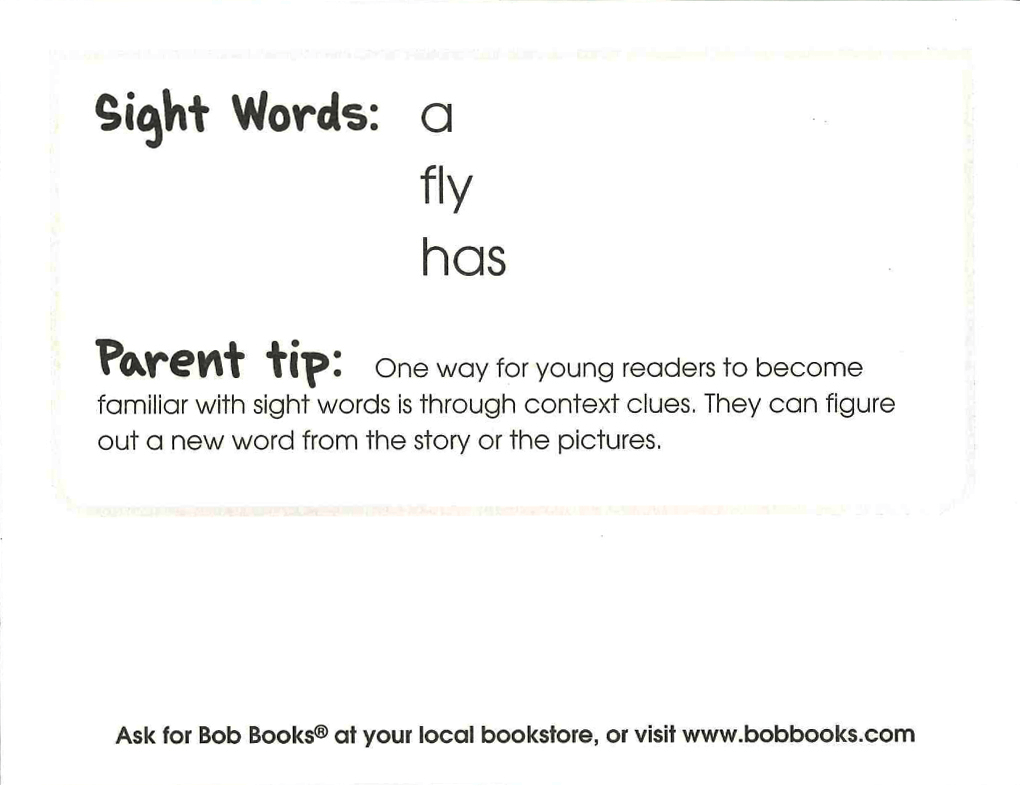 Sight Words: a
fly
has
Parent tip: One way for young readers to become
familiar with sight words is through context clues. They can figure
out a new word from the story or the pictures.
Ask for Bob Books® at your local bookstore, or visit www.bobbooks.com